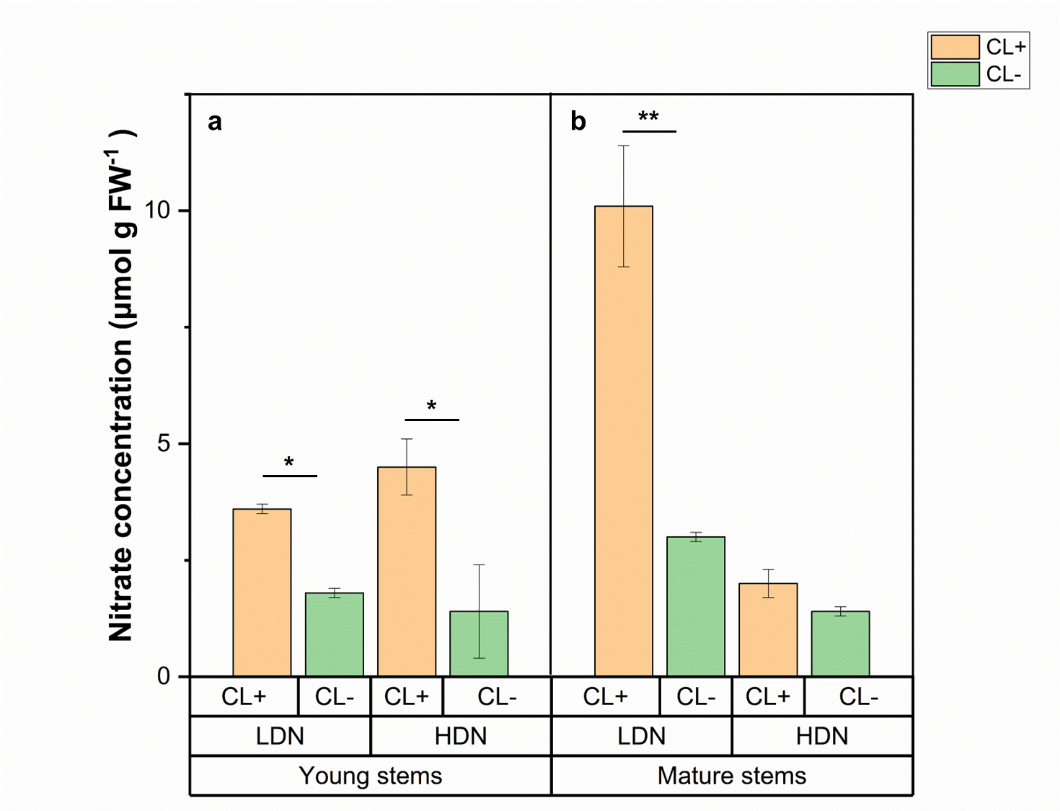 CL+
CL-
a
b
**
*
*
Nitrate concentration (μmol g FW-1 )
10
5
0
CL+ CL- CL+ CL- CL+ CL- CL+ CL-
LDN HDN LDN HDN
Young stems Mature stems